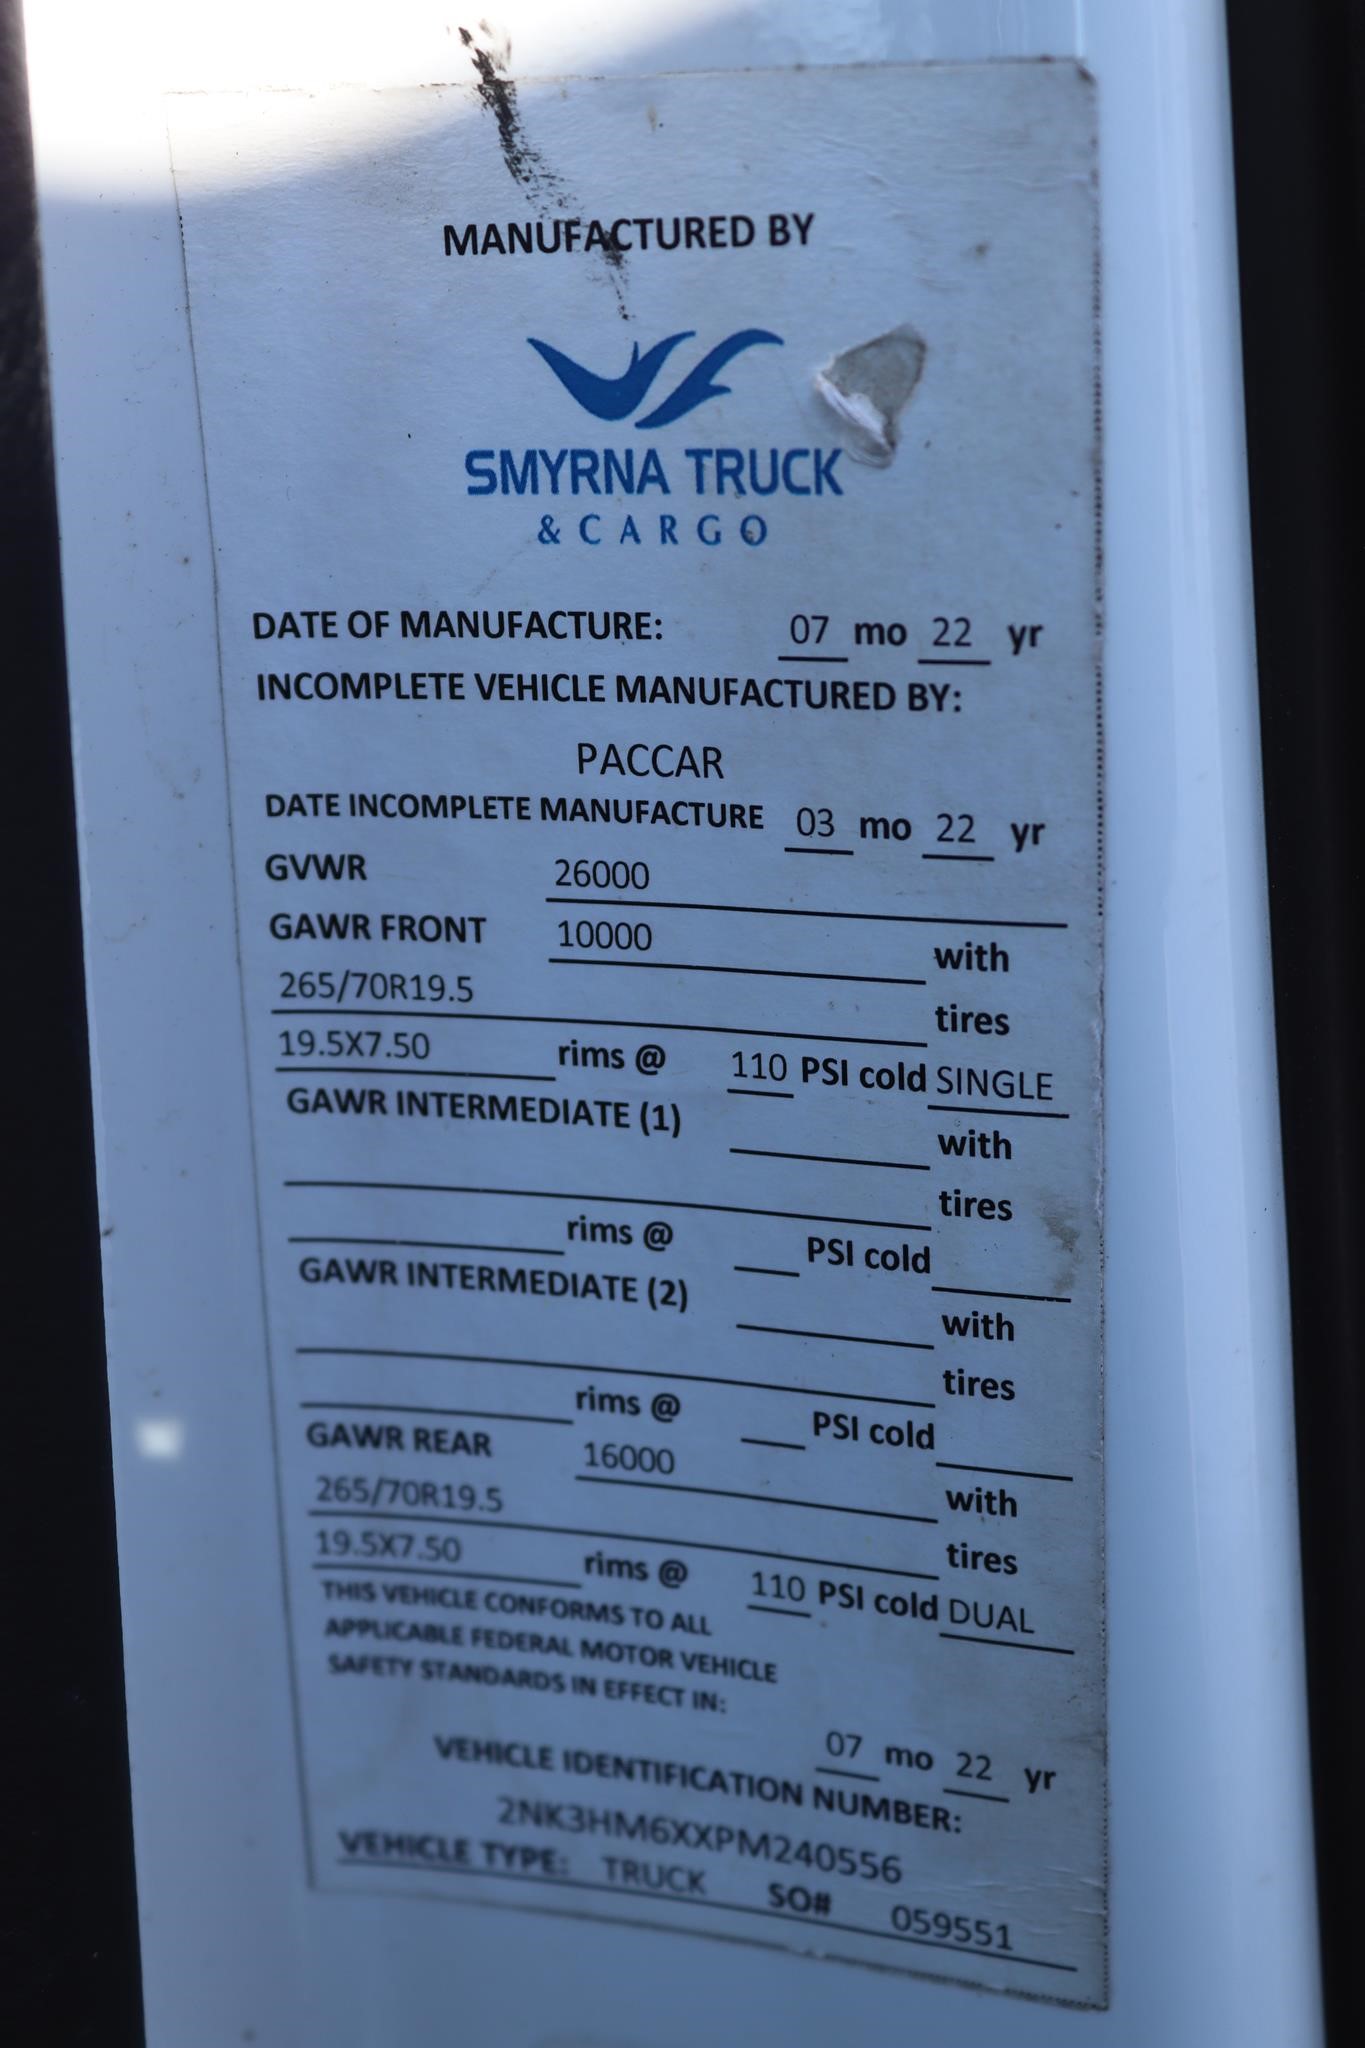 MANUFACTURED BY
SMYRNA TRUCK
& CARGO
DATE OF MANUFACTURE: 07 mo 22 yr
INCOMPLETE VEHICLE MANUFACTURED BY:
PACCAR
DATE INCOMPLETE MANUFACTURE 03 mo 22 yr
GVWR 26000
GAWR FRONT 10000 with
265/70R19.5 tires
19.5X7.50 rims @ 110 PSI cold SINGLE
GAWR INTERMEDIATE (1) with
tires
rims @ PSI cold
GAWR INTERMEDIATE (2) with
tires
rims @ PSI cold
GAWR REAR 16000 with
265/70R19.5 tires
19.5X7.50 rims @ 110 PSI cold DUAL
THIS VEHICLE CONFORMS TO ALL
APPLICABLE FEDERAL MOTOR VEHICLE
SAFETY STANDARDS IN EFFECT IN:
07 mo 22 yr
VEHICLE IDENTIFICATION NUMBER:
2NK3HM6XXPM240556
VEHICLE TYPE: TRUCK SO# 059551